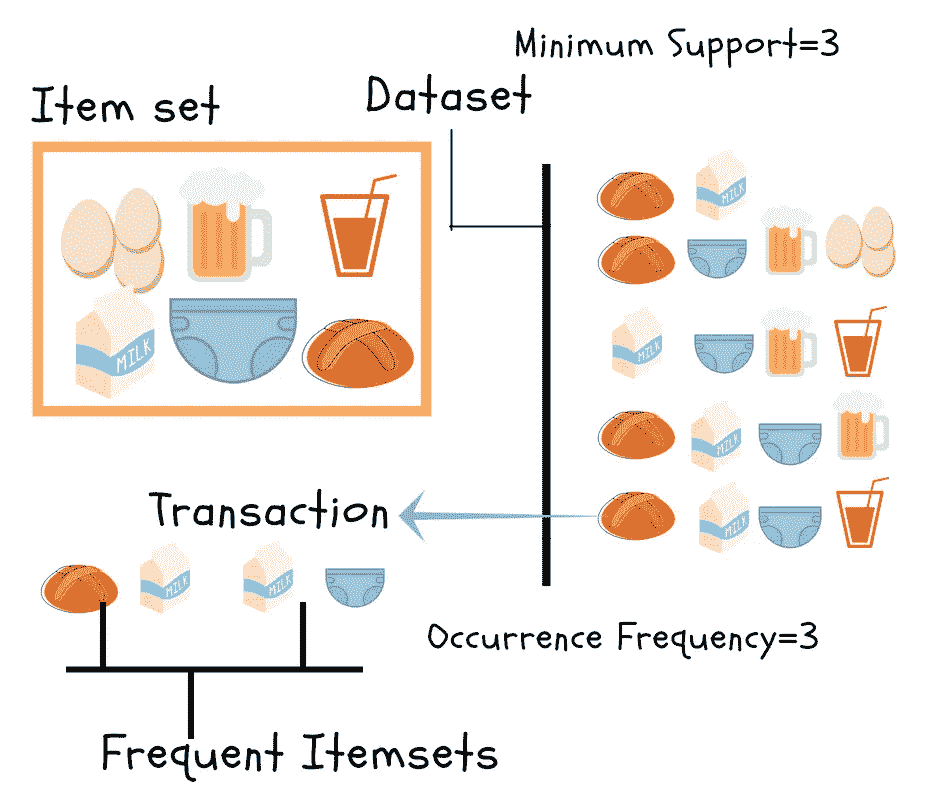 Minimum Support=3
Dataset
Item set
MILK
MILK
MILK
MILK
Transaction
MILK
MILK
MILK
Occurrence Frequency=3
Frequent Itemsets